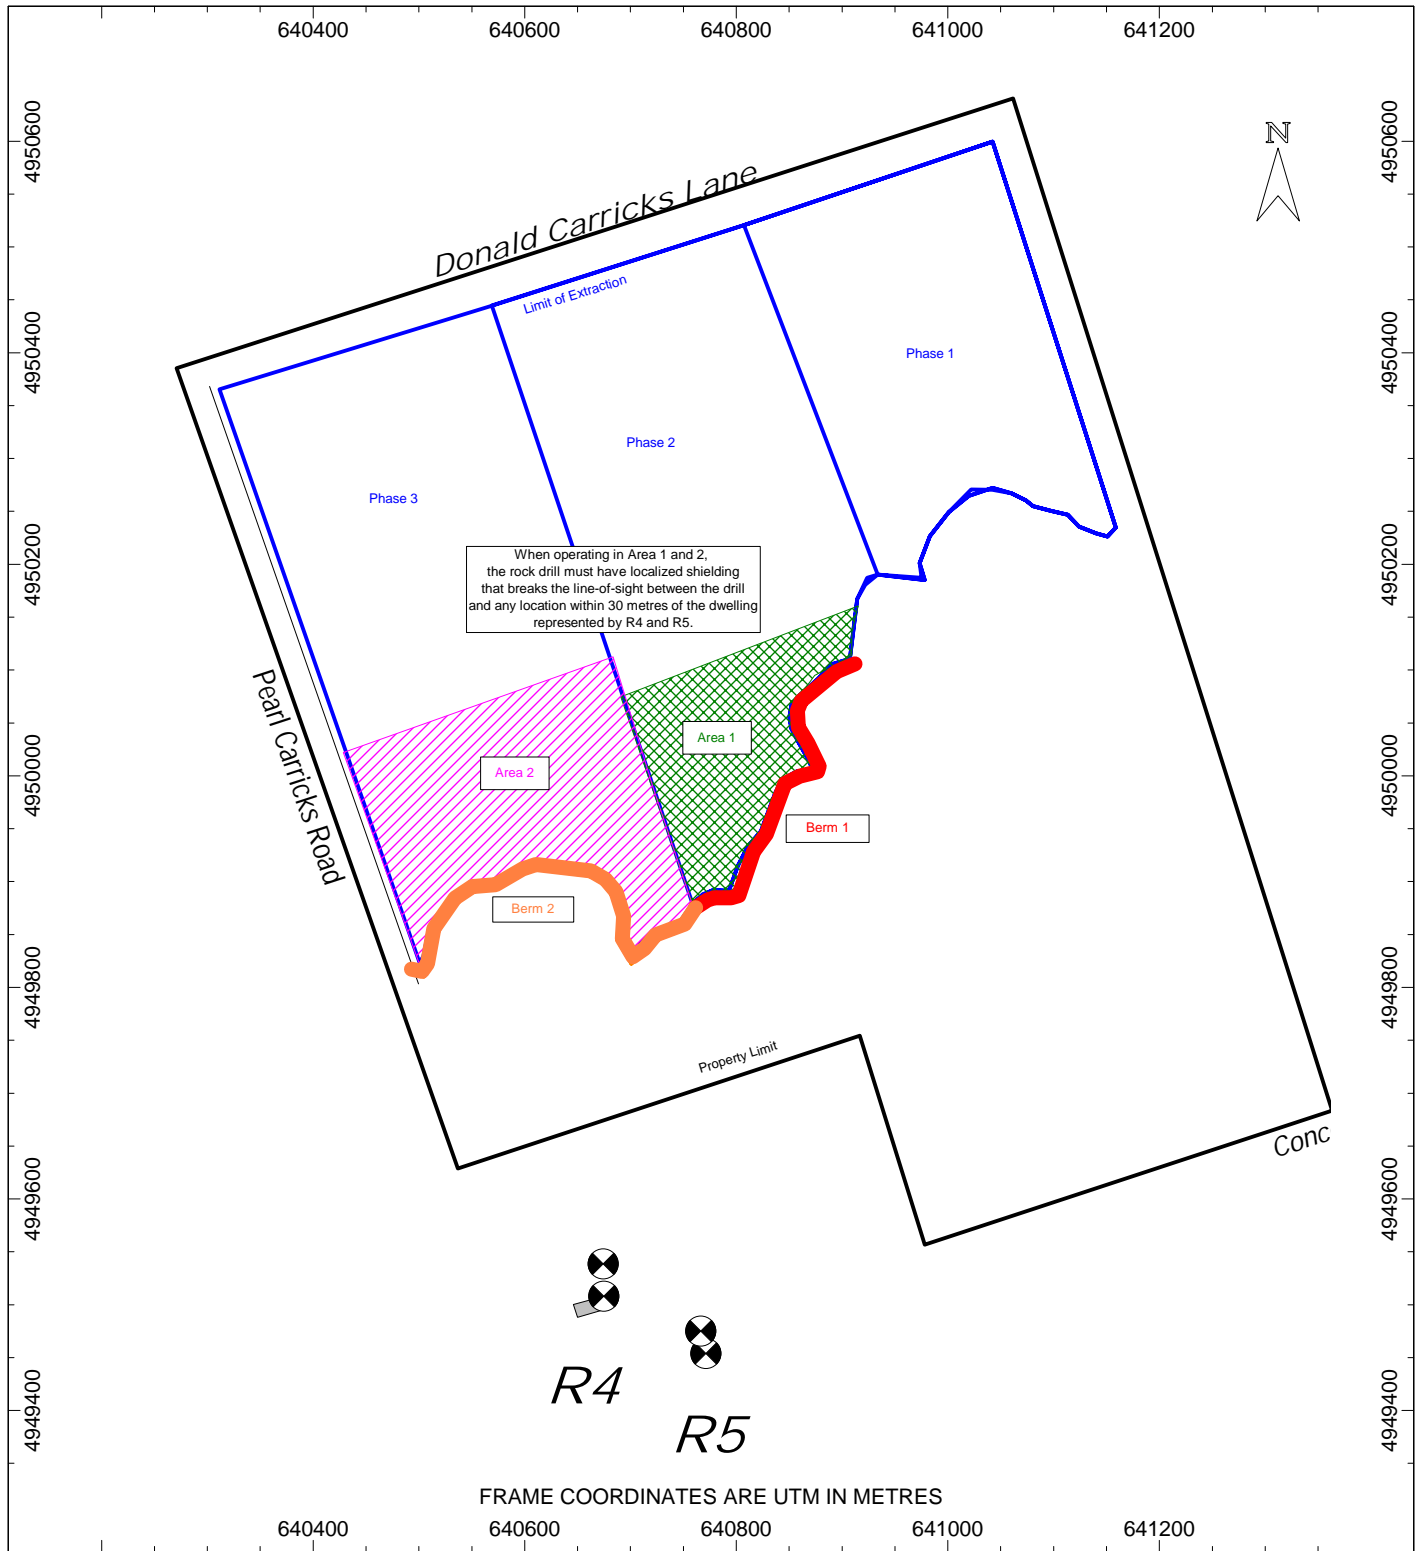 640400 640600 640800 641000 641200
N
4950600 4950600
Donald Carricks Lane
Limit of Extraction
4950400 4950400
Phase 1
Phase 2
Phase 3
4950200 4950200
When operating in Area 1 and 2,
the rock drill must have localized shielding
that breaks the line-of-sight between the drill
and any location within 30 metres of the dwelling
represented by R4 and R5.
Pearl Carricks Road
Area 1
Area 2
4950000 4950000
Berm 1
Berm 2
4949800 4949800
Property Limit
Conc
4949600 4949600
R4
R5
4949400 4949400
FRAME COORDINATES ARE UTM IN METRES
640400 640600 640800 641000 641200